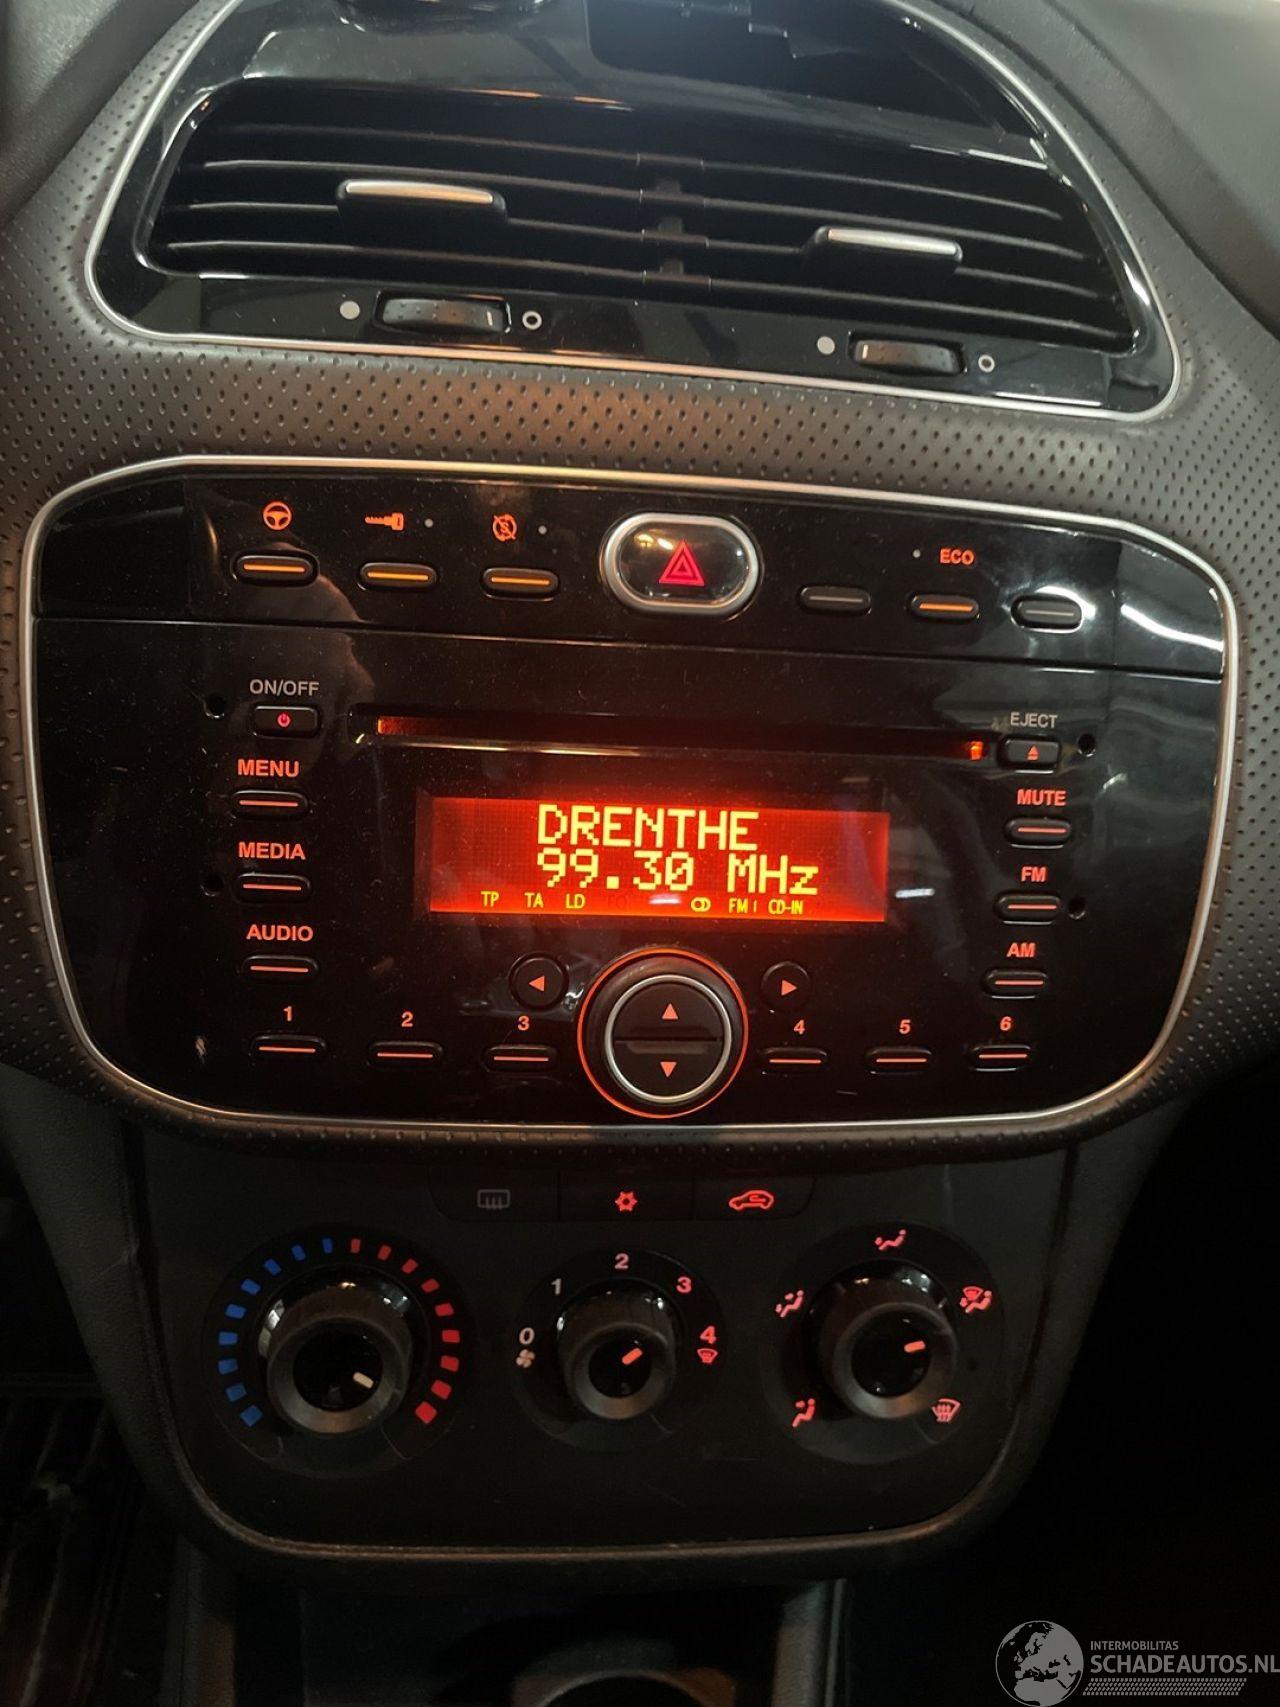 ECO
ON/OFF
EJECT
MENU
MUTE
MEDIA
FM
AUDIO
AM
DRENTHE
99.30 MHz
TP TA LD CD FM 1 CD-IN
1 2 3 4 5 6
0 1 2 3 4
INTERMOBILITAS
SCHADEAUTOS.NL